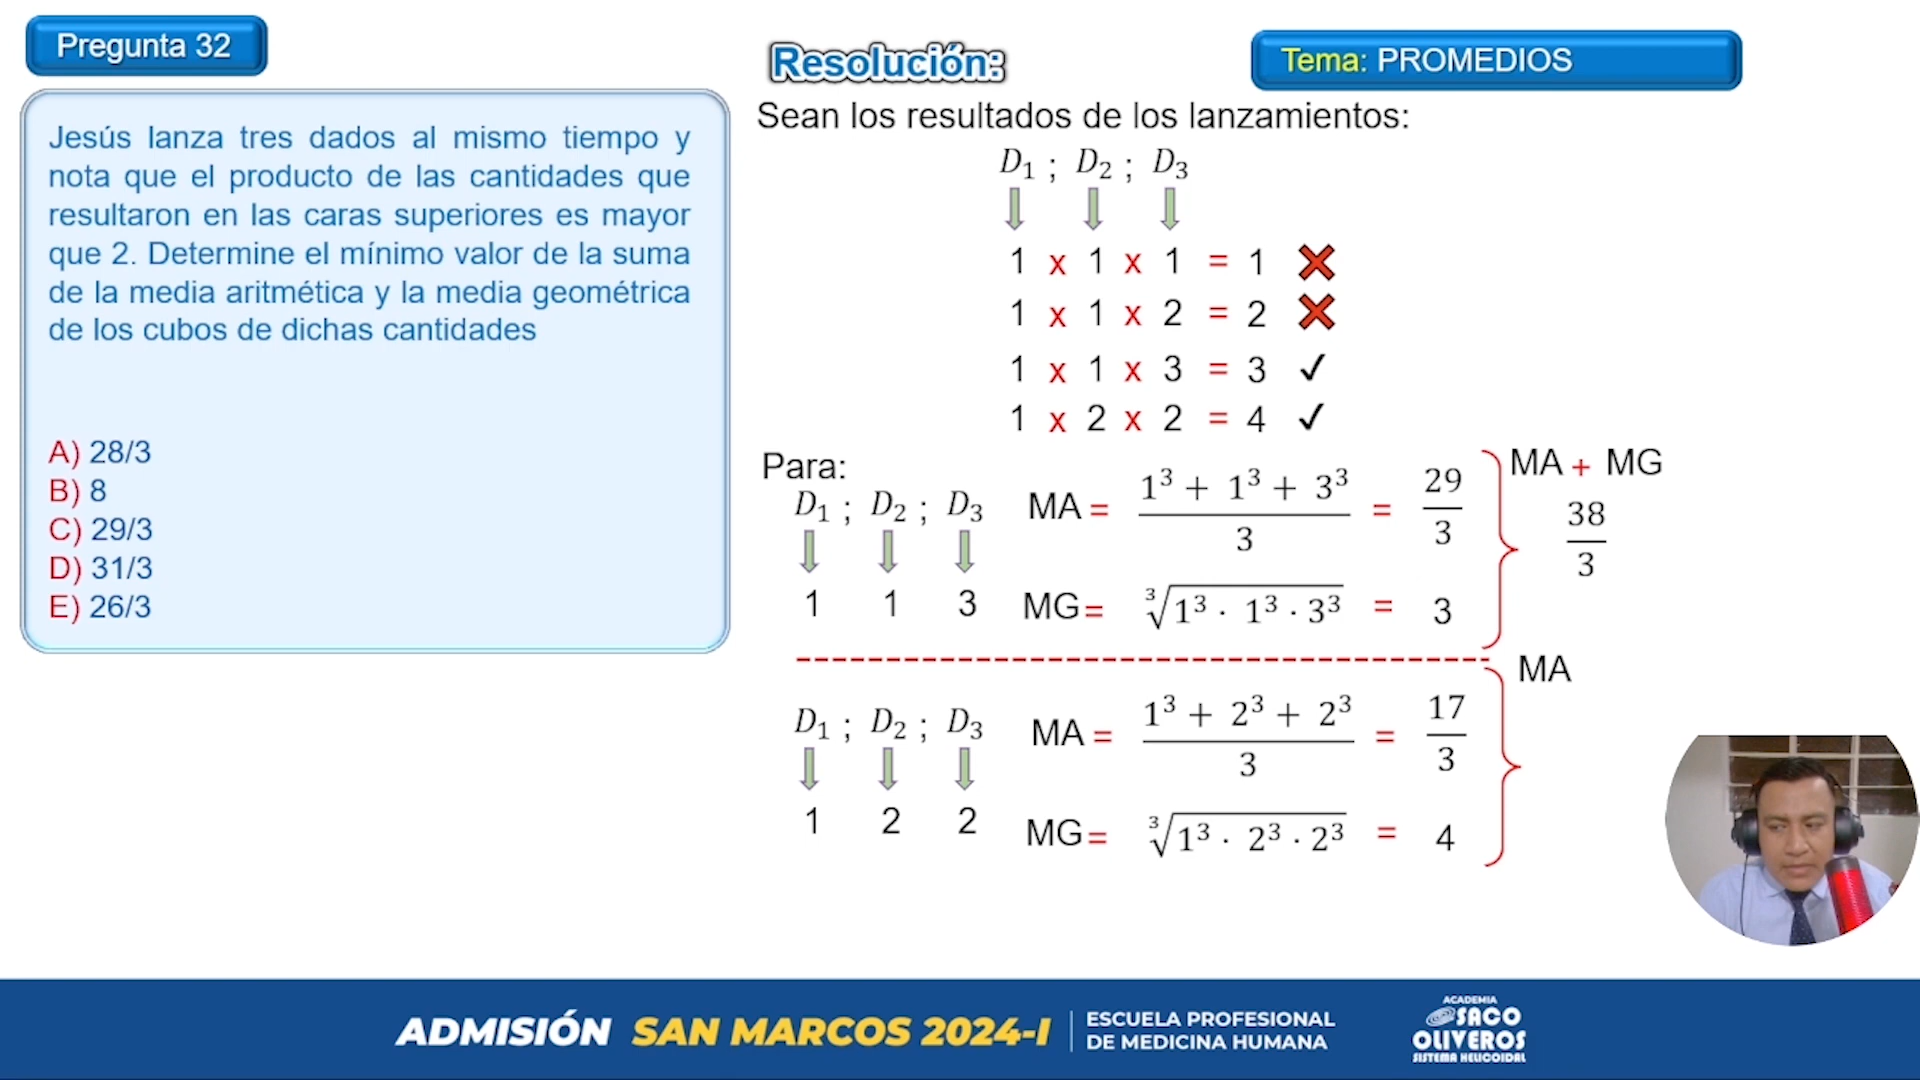 Pregunta 32
Jesús lanza tres dados al mismo tiempo y
nota que el producto de las cantidades que
resultaron en las caras superiores es mayor
que 2. Determine el mínimo valor de la suma
de la media aritmética y la media geométrica
de los cubos de dichas cantidades
A) 28/3
B) 8
C) 29/3
D) 31/3
E) 26/3
Resolución:
Tema: PROMEDIOS
Sean los resultados de los lanzamientos:
D₁ ; D₂ ; D₃
1 x 1 x 1 = 1 ❌
1 x 1 x 2 = 2 ❌
1 x 1 x 3 = 3 ✓
1 x 2 x 2 = 4 ✓
Para:
D₁ ; D₂ ; D₃
1 1 3
MA = (1³ + 1³ + 3³)/3 = 29/3
MG = ∛(1³ · 1³ · 3³) = 3
MA + MG
38/3
D₁ ; D₂ ; D₃
1 2 2
MA = (1³ + 2³ + 2³)/3 = 17/3
MG = ∛(1³ · 2³ · 2³) = 4
MA
ADMISIÓN SAN MARCOS 2024-I
ESCUELA PROFESIONAL
DE MEDICINA HUMANA
ACADEMIA
SACO
OLIVEROS
SISTEMA HELICOIDAL